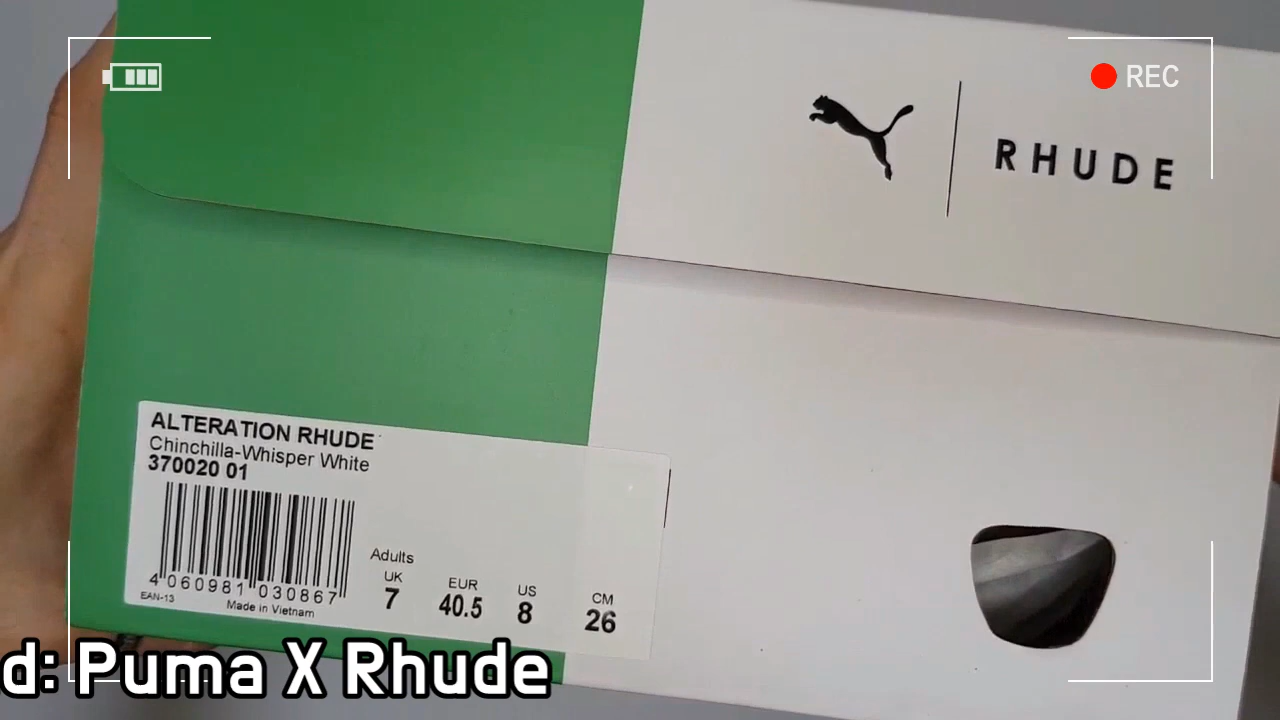 REC
RHUDE
ALTERATION RHUDE
Chinchilla-Whisper White
370020 01
4 060981 030867
EAN-13
Made in Vietnam
Adults
UK EUR US CM
7 40.5 8 26
d: Puma X Rhude